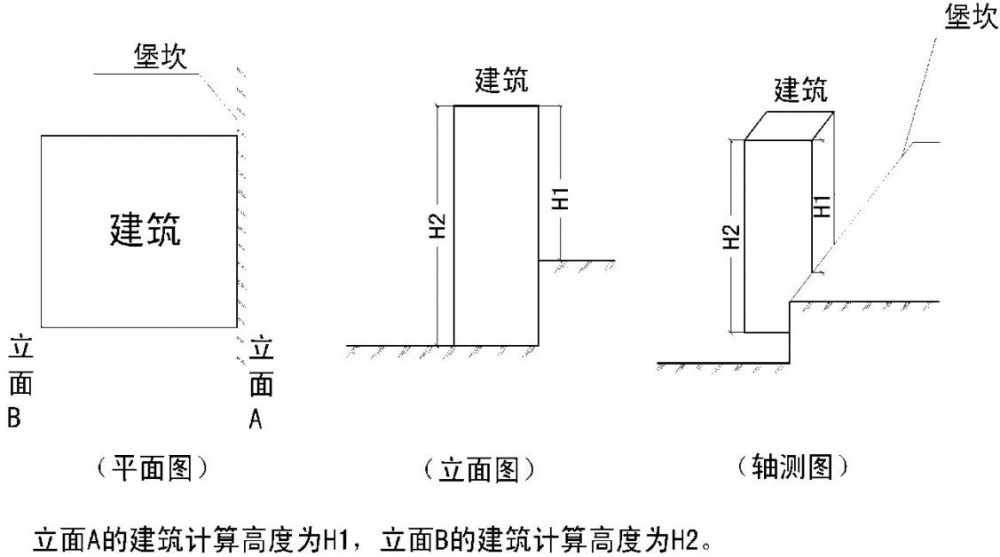 堡坎
建筑
立面B
立面A
（平面图）
建筑
H2
H1
（立面图）
堡坎
建筑
H2
H1
（轴测图）
立面A的建筑计算高度为H1，立面B的建筑计算高度为H2。